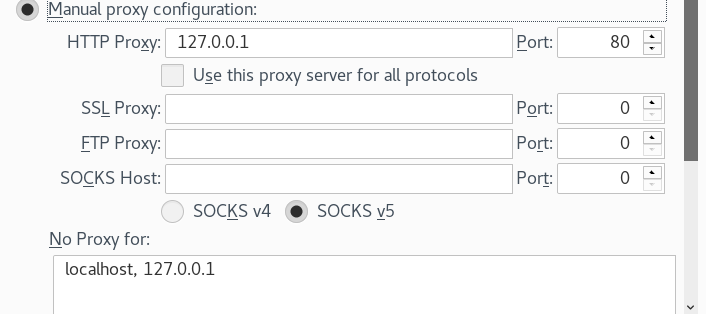 Manual proxy configuration:
HTTP Proxy: 127.0.0.1 Port: 80
Use this proxy server for all protocols
SSL Proxy: Port: 0
FTP Proxy: Port: 0
SOCKS Host: Port: 0
SOCKS v4 SOCKS v5
No Proxy for:
localhost, 127.0.0.1